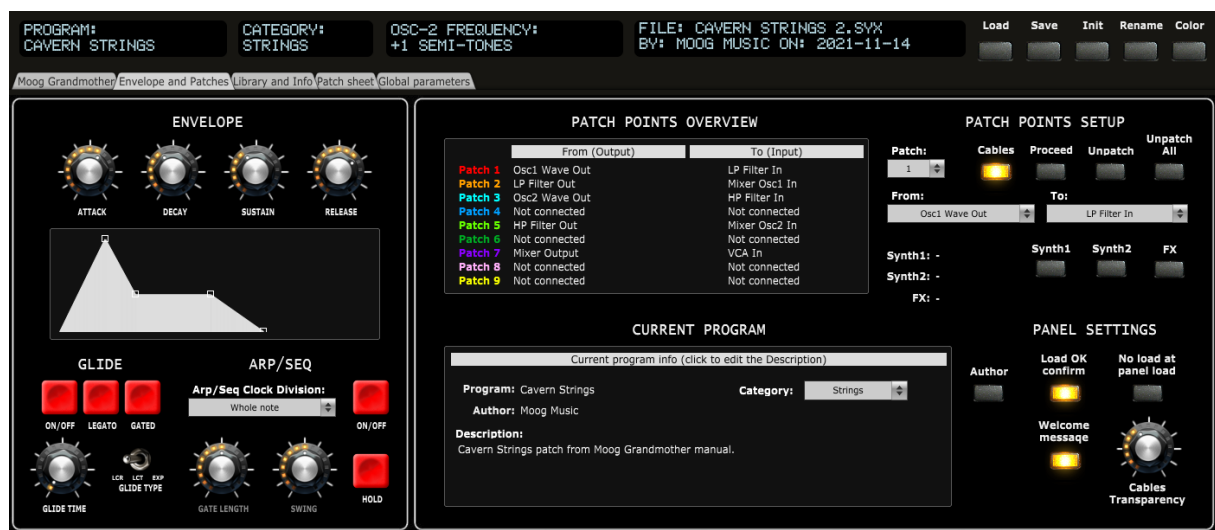 PROGRAM:
CAVERN STRINGS
CATEGORY:
STRINGS
OSC-2 FREQUENCY:
+1 SEMI-TONES
FILE: CAVERN STRINGS 2.SYX
BY: MOOG MUSIC ON: 2021-11-14
Load Save Init Rename Color
Moog Grandmother Envelope and Patches Library and Info Patch sheet Global parameters
ENVELOPE
ATTACK DECAY SUSTAIN RELEASE
GLIDE
ON/OFF LEGATO GATED
GLIDE TIME
LCR LCT EXP
GLIDE TYPE
ARP/SEQ
Arp/Seq Clock Division:
Whole note
ON/OFF
GATE LENGTH SWING
HOLD
PATCH POINTS OVERVIEW
From (Output) To (Input)
Patch 1 Osc1 Wave Out LP Filter In
Patch 2 LP Filter Out Mixer Osc1 In
Patch 3 Osc2 Wave Out HP Filter In
Patch 4 Not connected Not connected
Patch 5 HP Filter Out Mixer Osc2 In
Patch 6 Not connected Not connected
Patch 7 Mixer Output VCA In
Patch 8 Not connected Not connected
Patch 9 Not connected Not connected
PATCH POINTS SETUP
Patch: Cables Proceed Unpatch Unpatch All
1
From: To:
Osc1 Wave Out LP Filter In
Synth1 Synth2 FX
Synth1: -
Synth2: -
FX: -
CURRENT PROGRAM
Current program info (click to edit the Description)
Program: Cavern Strings Category: Strings
Author: Moog Music
Description:
Cavern Strings patch from Moog Grandmother manual.
PANEL SETTINGS
Author
Load OK
confirm
No load at
panel load
Welcome
message
Cables
Transparency